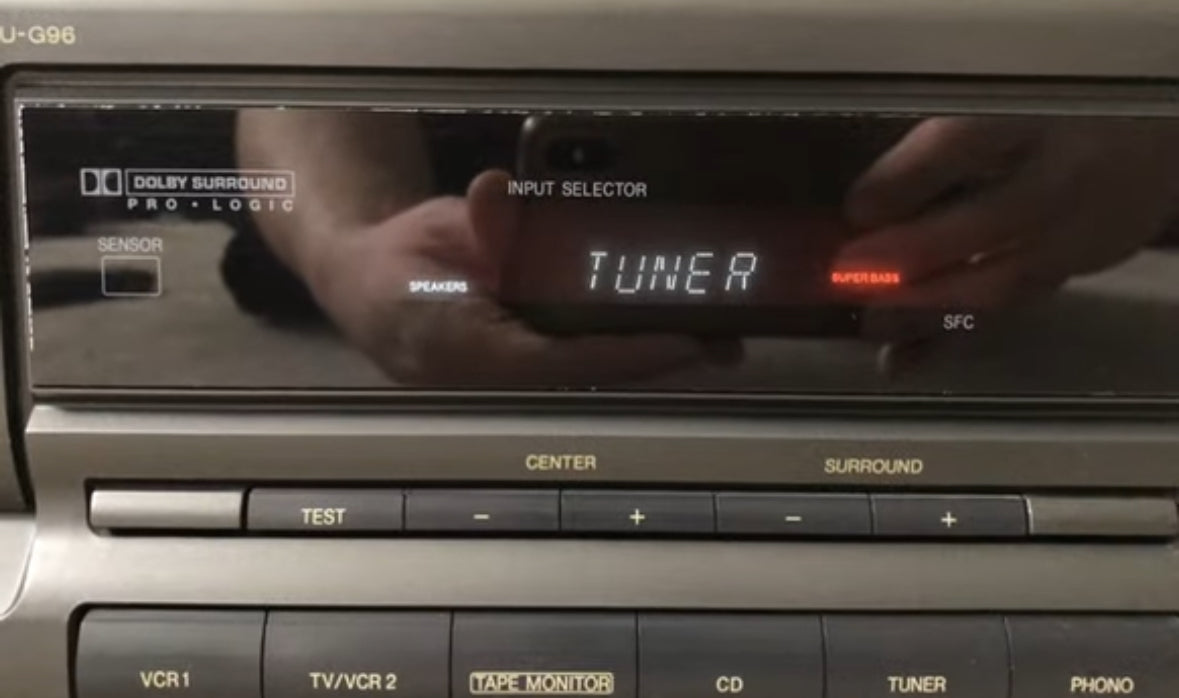 U-G96
DOLBY SURROUND
PRO • LOGIC
INPUT SELECTOR
SENSOR
SPEAKERS
TUNER
SUPER BASS
SFC
CENTER
SURROUND
TEST
−
+
−
+
VCR 1
TV/VCR 2
TAPE MONITOR
CD
TUNER
PHONO